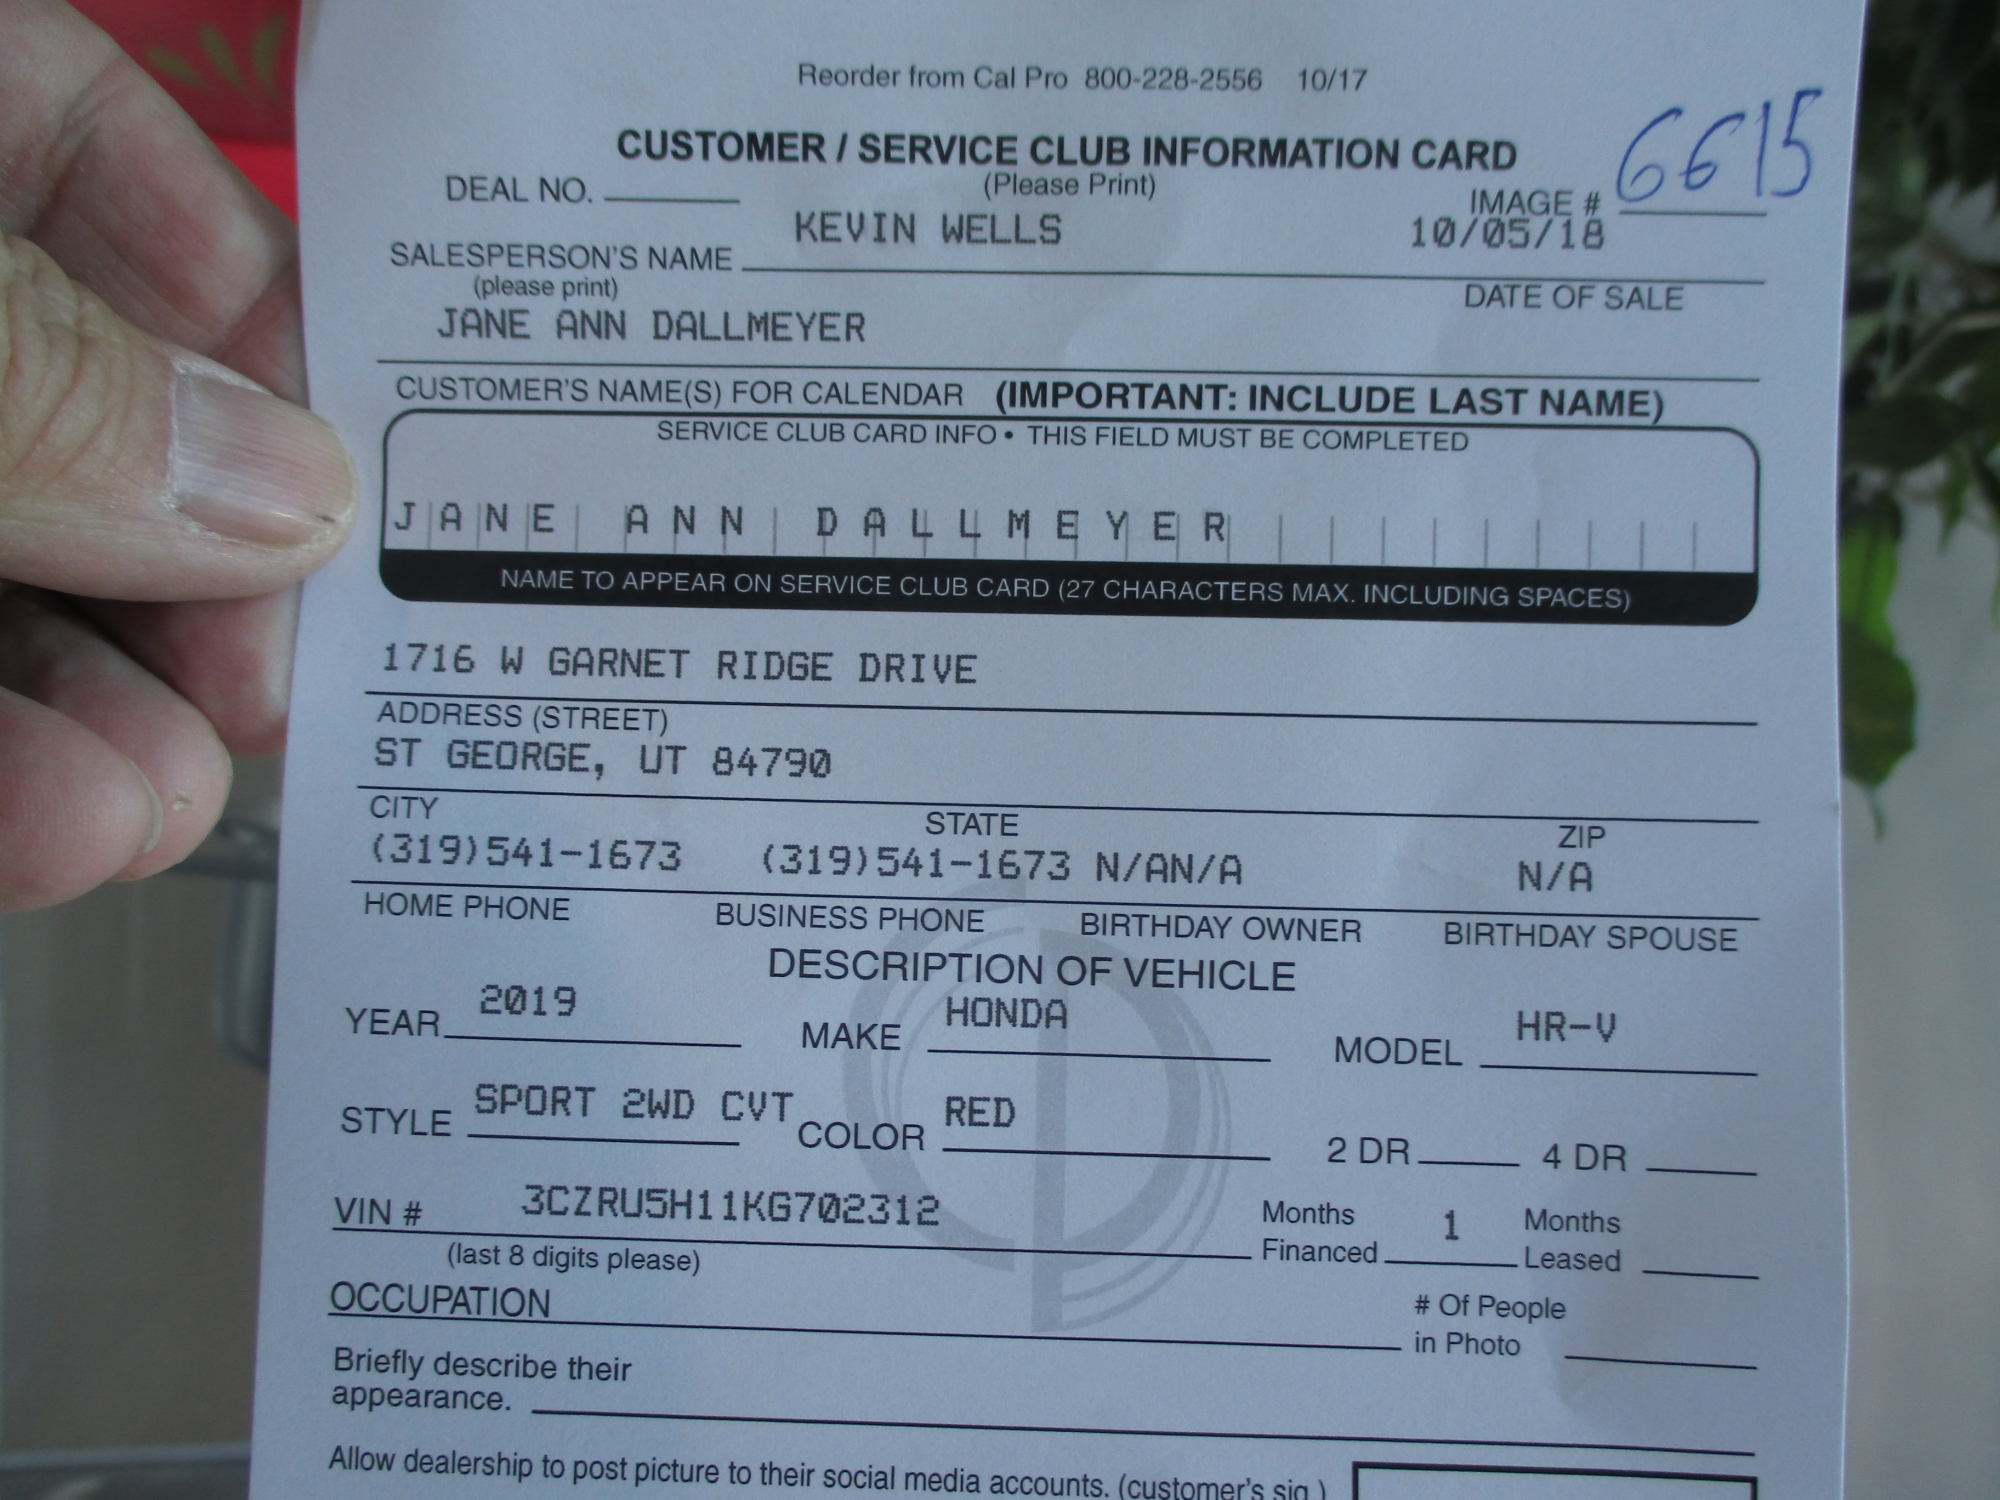 Reorder from Cal Pro 800-228-2556 10/17
CUSTOMER / SERVICE CLUB INFORMATION CARD
(Please Print)
DEAL NO.
IMAGE # 6615
KEVIN WELLS 10/05/18
SALESPERSON'S NAME
(please print)
DATE OF SALE
JANE ANN DALLMEYER
CUSTOMER'S NAME(S) FOR CALENDAR (IMPORTANT: INCLUDE LAST NAME)
SERVICE CLUB CARD INFO • THIS FIELD MUST BE COMPLETED
JANE ANN DALLMEYER
NAME TO APPEAR ON SERVICE CLUB CARD (27 CHARACTERS MAX. INCLUDING SPACES)
1716 W GARNET RIDGE DRIVE
ADDRESS (STREET)
ST GEORGE, UT 84790
CITY STATE ZIP
(319)541-1673 (319)541-1673 N/AN/A N/A
HOME PHONE BUSINESS PHONE BIRTHDAY OWNER BIRTHDAY SPOUSE
DESCRIPTION OF VEHICLE
YEAR 2019 MAKE HONDA MODEL HR-V
STYLE SPORT 2WD CVT COLOR RED 2 DR 4 DR
VIN # 3CZRU5H11KG702312
(last 8 digits please)
Months Financed 1 Months Leased
OCCUPATION
# Of People in Photo
Briefly describe their
appearance.
Allow dealership to post picture to their social media accounts. (customer's sig.)